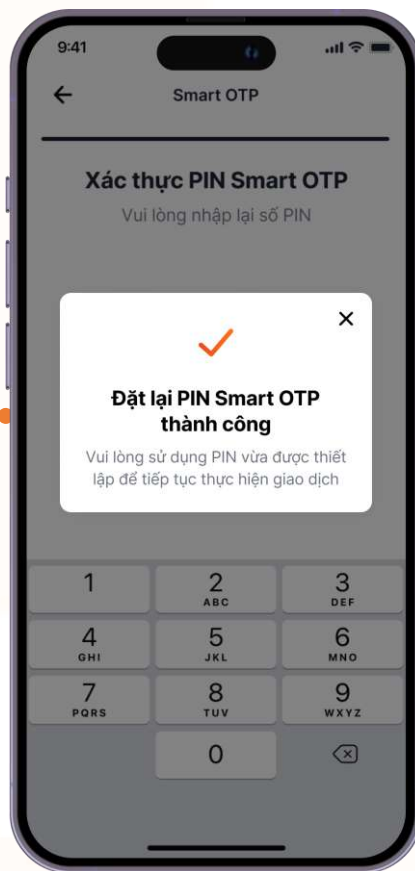 9:41
Smart OTP
Xác thực PIN Smart OTP
Vui lòng nhập lại số PIN
Đặt lại PIN Smart OTP
thành công
Vui lòng sử dụng PIN vừa được thiết
lập để tiếp tục thực hiện giao dịch
1 2 3
ABC DEF
4 5 6
GHI JKL MNO
7 8 9
PQRS TUV WXYZ
0